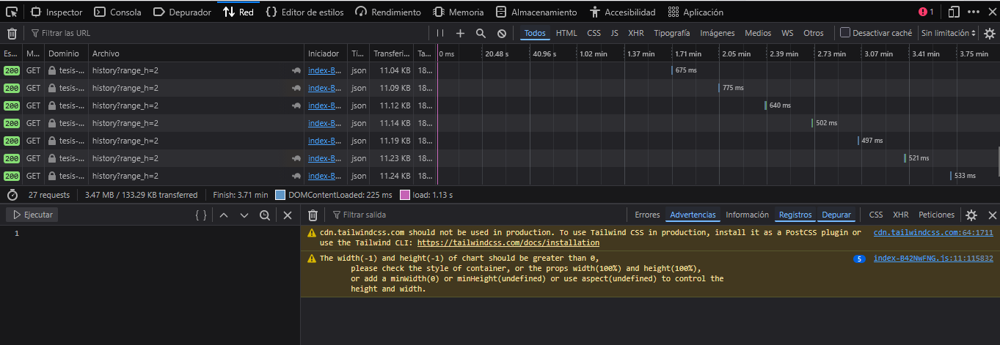 Inspector Consola Depurador Red Editor de estilos Rendimiento Memoria Almacenamiento Accesibilidad Aplicación 1
Filtrar las URL Todos HTML CSS JS XHR Tipografía Imágenes Medios WS Otros Desactivar caché Sin limitación
Es... M... Dominio Archivo Iniciador Ti... Transferi... Ta... 0 ms 20.48 s 40.96 s 1.02 min 1.37 min 1.71 min 2.05 min 2.39 min 2.73 min 3.07 min 3.41 min 3.75 min
200 GET tesis-... history?range_h=2 index-B... json 11.04 KB 18... 675 ms
200 GET tesis-... history?range_h=2 index-B... json 11.09 KB 18... 775 ms
200 GET tesis-... history?range_h=2 index-B... json 11.12 KB 18... 640 ms
200 GET tesis-... history?range_h=2 index-B... json 11.14 KB 18... 502 ms
200 GET tesis-... history?range_h=2 index-B... json 11.19 KB 18... 497 ms
200 GET tesis-... history?range_h=2 index-B... json 11.23 KB 18... 521 ms
200 GET tesis-... history?range_h=2 index-B... json 11.24 KB 18... 533 ms
27 requests 3.47 MB / 133.29 KB transferred Finish: 3.71 min DOMContentLoaded: 225 ms load: 1.13 s
Ejecutar { } Filtrar salida Errores Advertencias Información Registros Depurar CSS XHR Peticiones
1
cdn.tailwindcss.com should not be used in production. To use Tailwind CSS in production, install it as a PostCSS plugin or cdn.tailwindcss.com:64:1711
use the Tailwind CLI: https://tailwindcss.com/docs/installation
The width(-1) and height(-1) of chart should be greater than 0, 5 index-B42NwFNG.js:11:115832
please check the style of container, or the props width(100%) and height(100%),
or add a minWidth(0) or minHeight(undefined) or use aspect(undefined) to control the
height and width.